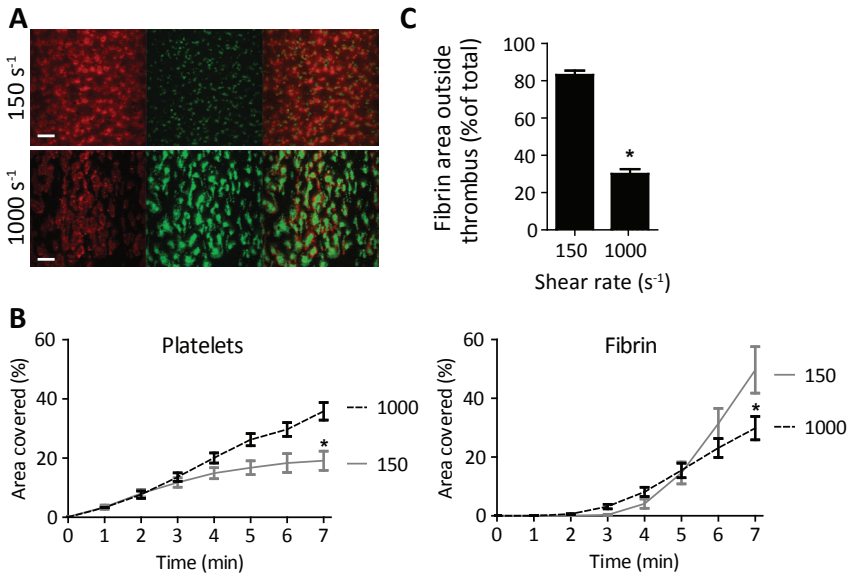 A
150 s⁻¹
1000 s⁻¹
C
Fibrin area outside
thrombus (% of total)
100
80
60
40
20
0
*
150
1000
Shear rate (s⁻¹)
B
Platelets
Area covered (%)
60
40
20
0
1000
*
150
0 1 2 3 4 5 6 7
Time (min)
Fibrin
Area covered (%)
60
40
20
0
150
*
1000
0 1 2 3 4 5 6 7
Time (min)